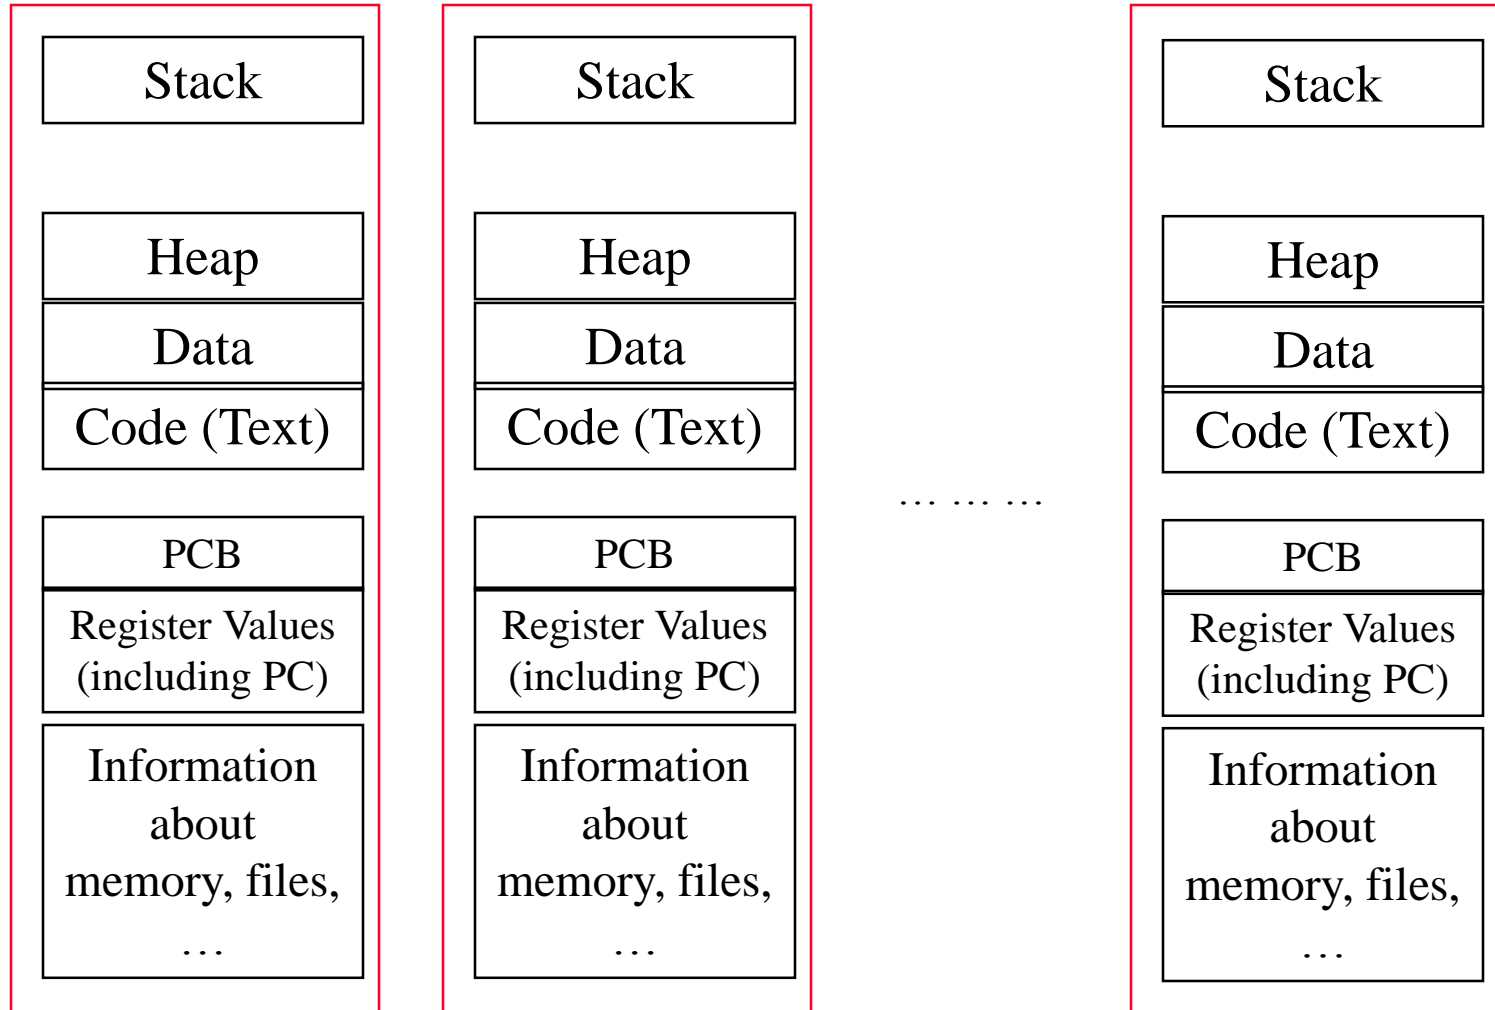 Stack
Heap
Data
Code (Text)
PCB
Register Values
(including PC)
Information
about
memory, files,
…
Stack
Heap
Data
Code (Text)
PCB
Register Values
(including PC)
Information
about
memory, files,
…
… … …
Stack
Heap
Data
Code (Text)
PCB
Register Values
(including PC)
Information
about
memory, files,
…